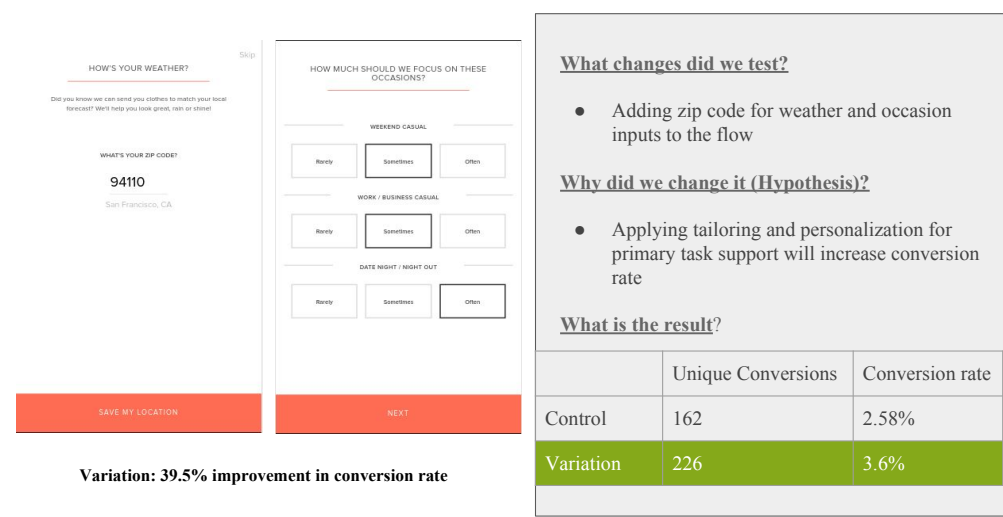 Skip
HOW'S YOUR WEATHER?
Did you know we can send you clothes to match your local
forecast? We'll help you look great, rain or shine!
WHAT'S YOUR ZIP CODE?
94110
San Francisco, CA
SAVE MY LOCATION
HOW MUCH SHOULD WE FOCUS ON THESE
OCCASIONS?
WEEKEND CASUAL
Rarely Sometimes Often
WORK / BUSINESS CASUAL
Rarely Sometimes Often
DATE NIGHT / NIGHT OUT
Rarely Sometimes Often
NEXT
Variation: 39.5% improvement in conversion rate
What changes did we test?
● Adding zip code for weather and occasion
inputs to the flow
Why did we change it (Hypothesis)?
● Applying tailoring and personalization for
primary task support will increase conversion
rate
What is the result?
Unique Conversions Conversion rate
Control 162 2.58%
Variation 226 3.6%